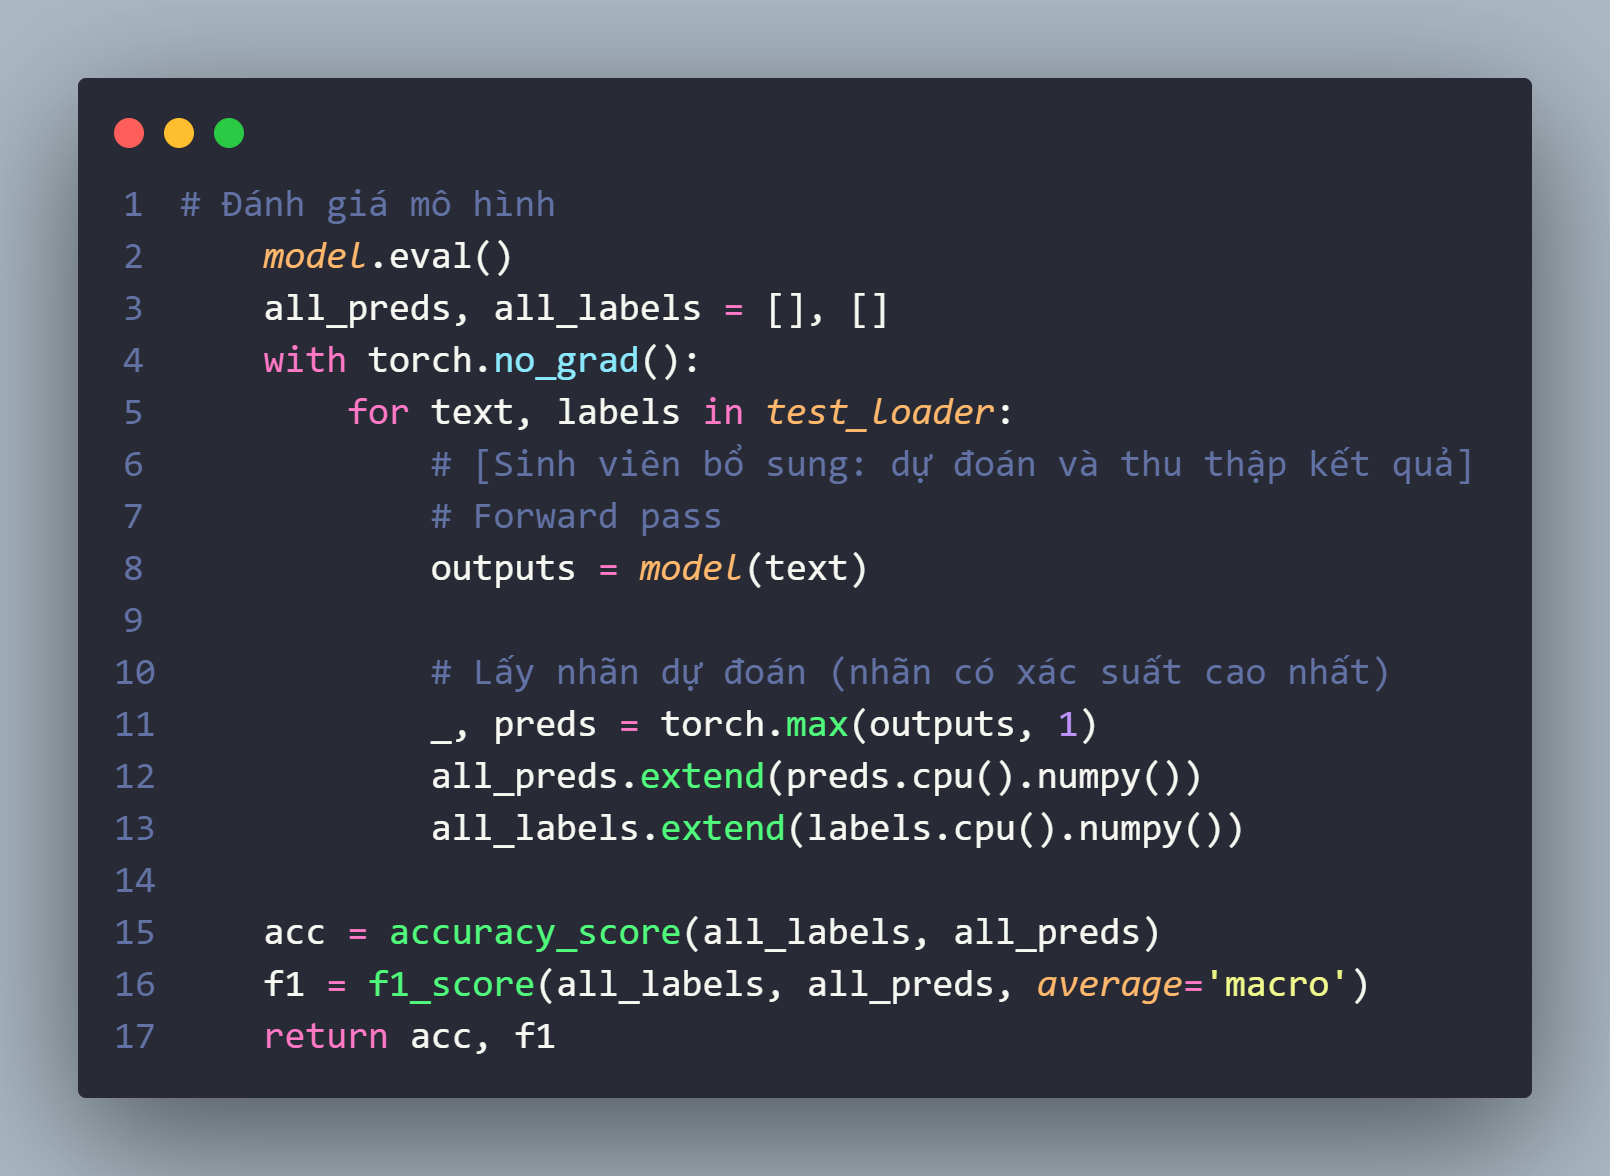 1 # Đánh giá mô hình
2     model.eval()
3     all_preds, all_labels = [], []
4     with torch.no_grad():
5         for text, labels in test_loader:
6             # [Sinh viên bổ sung: dự đoán và thu thập kết quả]
7             # Forward pass
8             outputs = model(text)
9
10             # Lấy nhãn dự đoán (nhãn có xác suất cao nhất)
11             _, preds = torch.max(outputs, 1)
12             all_preds.extend(preds.cpu().numpy())
13             all_labels.extend(labels.cpu().numpy())
14
15     acc = accuracy_score(all_labels, all_preds)
16     f1 = f1_score(all_labels, all_preds, average='macro')
17     return acc, f1